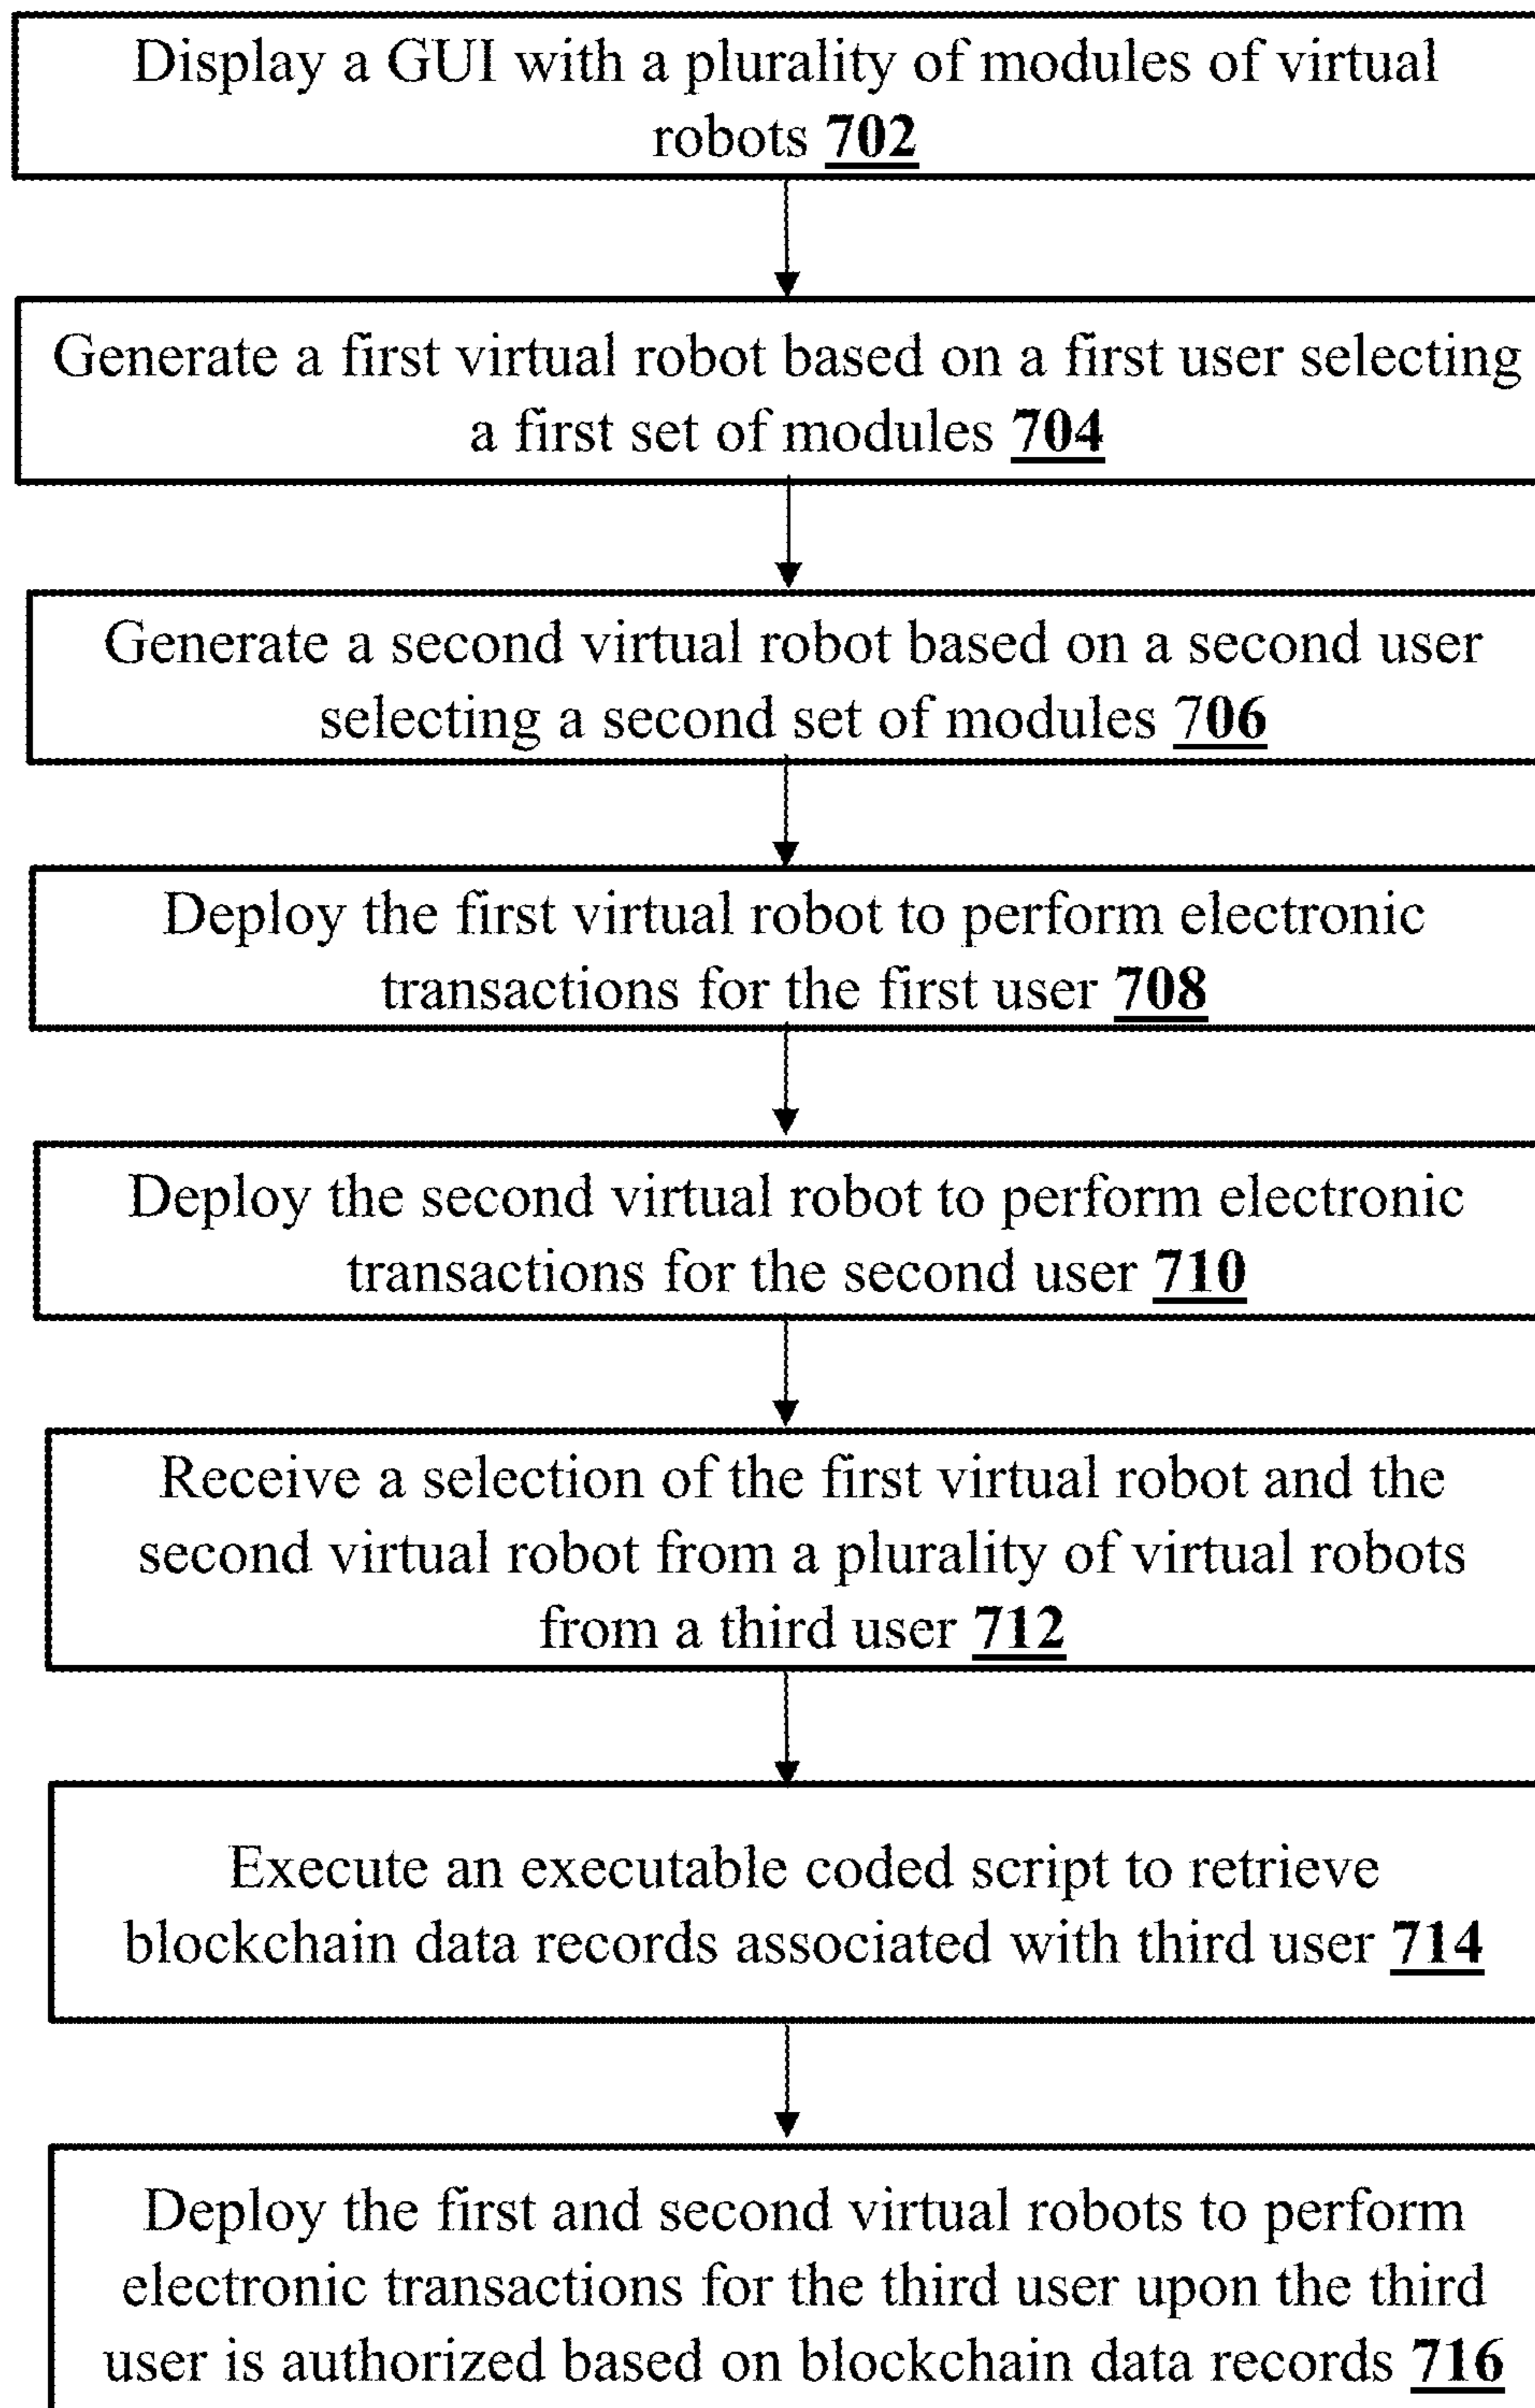 Display a GUI with a plurality of modules of virtual
robots 702
Generate a first virtual robot based on a first user selecting
a first set of modules 704
Generate a second virtual robot based on a second user
selecting a second set of modules 706
Deploy the first virtual robot to perform electronic
transactions for the first user 708
Deploy the second virtual robot to perform electronic
transactions for the second user 710
Receive a selection of the first virtual robot and the
second virtual robot from a plurality of virtual robots
from a third user 712
Execute an executable coded script to retrieve
blockchain data records associated with third user 714
Deploy the first and second virtual robots to perform
electronic transactions for the third user upon the third
user is authorized based on blockchain data records 716